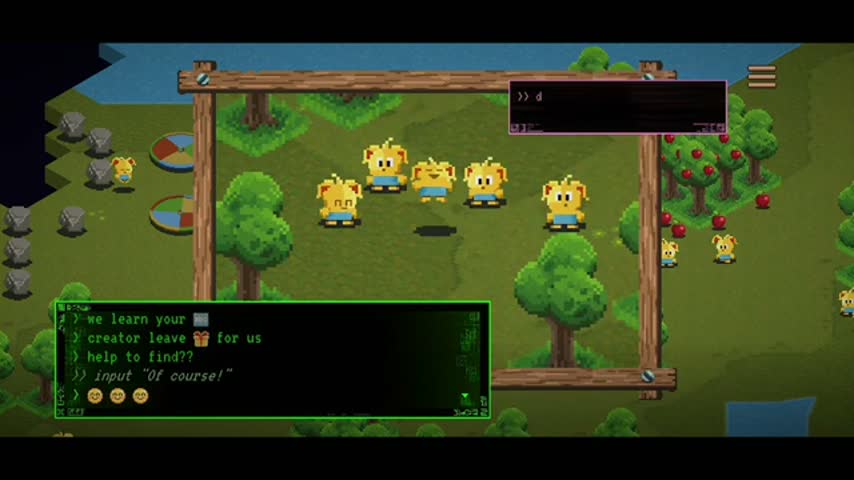 》 d
〉 we learn your 🔤
〉 creator leave 🎁 for us
〉 help to find??
》 input "Of course!"
〉 😊 😊 😊